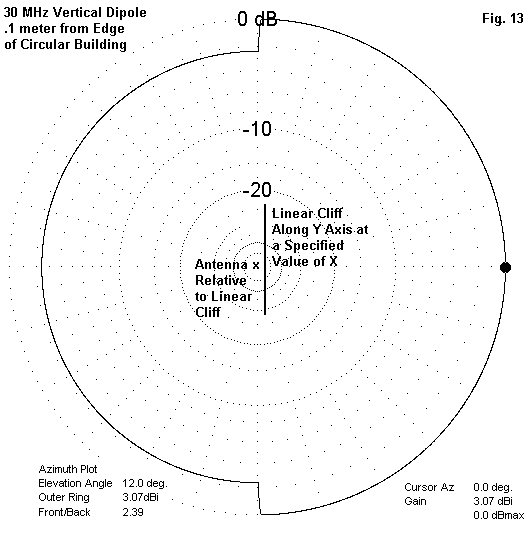 30 MHz Vertical Dipole
.1 meter from Edge
of Circular Building
0 dB
Fig. 13
-10
-20
Linear Cliff
Along Y Axis at
a Specified
Value of X
Antenna x
Relative
to Linear
Cliff
Azimuth Plot
Elevation Angle 12.0 deg.
Outer Ring 3.07dBi
Front/Back 2.39
Cursor Az 0.0 deg.
Gain 3.07 dBi
0.0 dBmax